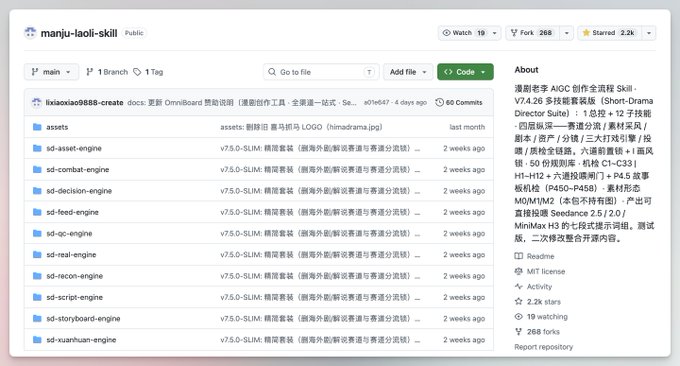 manju-laoli-skill Public
Watch 19
Fork 268
Starred 2.2k
main
1 Branch
1 Tag
Go to file T
Add file
Code
lixiaoxiao9888-create docs: 更新 OmniBoard 赞助说明（漫剧创作工具 · 全渠道一站式 · Se... a01e647 · 4 days ago 60 Commits
assets assets: 删除旧 喜马抓马 LOGO（himadrama.jpg） last month
sd-asset-engine v7.5.0-SLIM: 精简套装（删海外剧/解说赛道与赛道分流锁） ... 2 weeks ago
sd-combat-engine v7.5.0-SLIM: 精简套装（删海外剧/解说赛道与赛道分流锁） ... 2 weeks ago
sd-decision-engine v7.5.0-SLIM: 精简套装（删海外剧/解说赛道与赛道分流锁） ... 2 weeks ago
sd-feed-engine v7.5.0-SLIM: 精简套装（删海外剧/解说赛道与赛道分流锁） ... 2 weeks ago
sd-qc-engine v7.5.0-SLIM: 精简套装（删海外剧/解说赛道与赛道分流锁） ... 2 weeks ago
sd-real-engine v7.5.0-SLIM: 精简套装（删海外剧/解说赛道与赛道分流锁） ... 2 weeks ago
sd-recon-engine v7.5.0-SLIM: 精简套装（删海外剧/解说赛道与赛道分流锁） ... 2 weeks ago
sd-script-engine v7.5.0-SLIM: 精简套装（删海外剧/解说赛道与赛道分流锁） ... 2 weeks ago
sd-storyboard-engine v7.5.0-SLIM: 精简套装（删海外剧/解说赛道与赛道分流锁） ... 2 weeks ago
sd-xuanhuan-engine v7.5.0-SLIM: 精简套装（删海外剧/解说赛道与赛道分流锁） ... 2 weeks ago
About
漫剧老李 AIGC 创作全流程 Skill ·
V7.4.26 多技能套装版（Short-Drama
Director Suite）：1 总控 + 12 子技能
· 四层纵深——赛道分流 / 素材采风 /
剧本 / 资产 / 分镜 / 三大打戏引擎 / 投
喂 / 质检全链路。六道前置锁 + I 画风
锁 · 50 份规则库 · 机检 C1~C33 |
H1~H12 + 六道投喂闸门 + P4.5 故事
板机检（P450~P458） · 素材形态
M0/M1/M2（本包不持有图） · 产出可
直接投喂 Seedance 2.5 / 2.0 /
MiniMax H3 的七段式提示词组。测试
版，二次修改整合开源内容。
Readme
MIT license
Activity
2.2k stars
19 watching
268 forks
Report repository